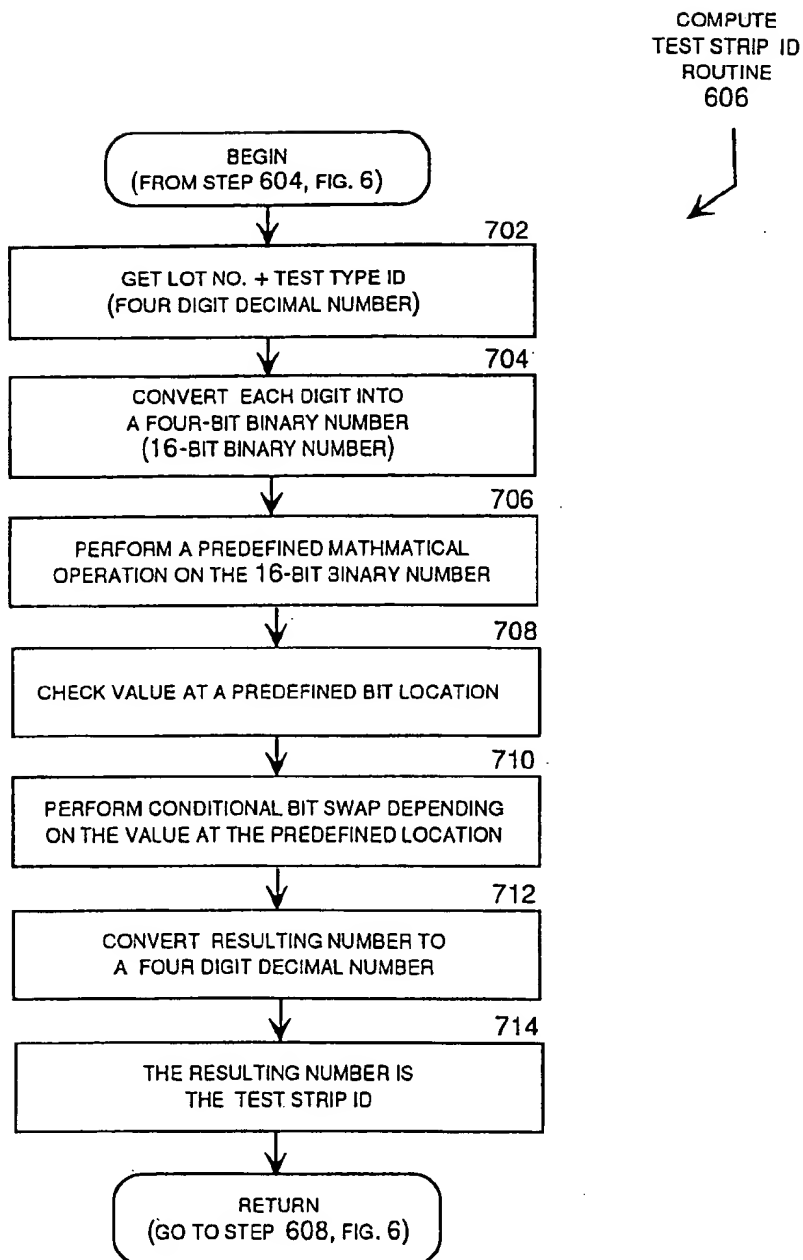 COMPUTE
TEST STRIP ID
ROUTINE
606
BEGIN
(FROM STEP 604, FIG. 6)
702
GET LOT NO. + TEST TYPE ID
(FOUR DIGIT DECIMAL NUMBER)
704
CONVERT EACH DIGIT INTO
A FOUR-BIT BINARY NUMBER
(16-BIT BINARY NUMBER)
706
PERFORM A PREDEFINED MATHMATICAL
OPERATION ON THE 16-BIT BINARY NUMBER
708
CHECK VALUE AT A PREDEFINED BIT LOCATION
710
PERFORM CONDITIONAL BIT SWAP DEPENDING
ON THE VALUE AT THE PREDEFINED LOCATION
712
CONVERT RESULTING NUMBER TO
A FOUR DIGIT DECIMAL NUMBER
714
THE RESULTING NUMBER IS
THE TEST STRIP ID
RETURN
(GO TO STEP 608, FIG. 6)